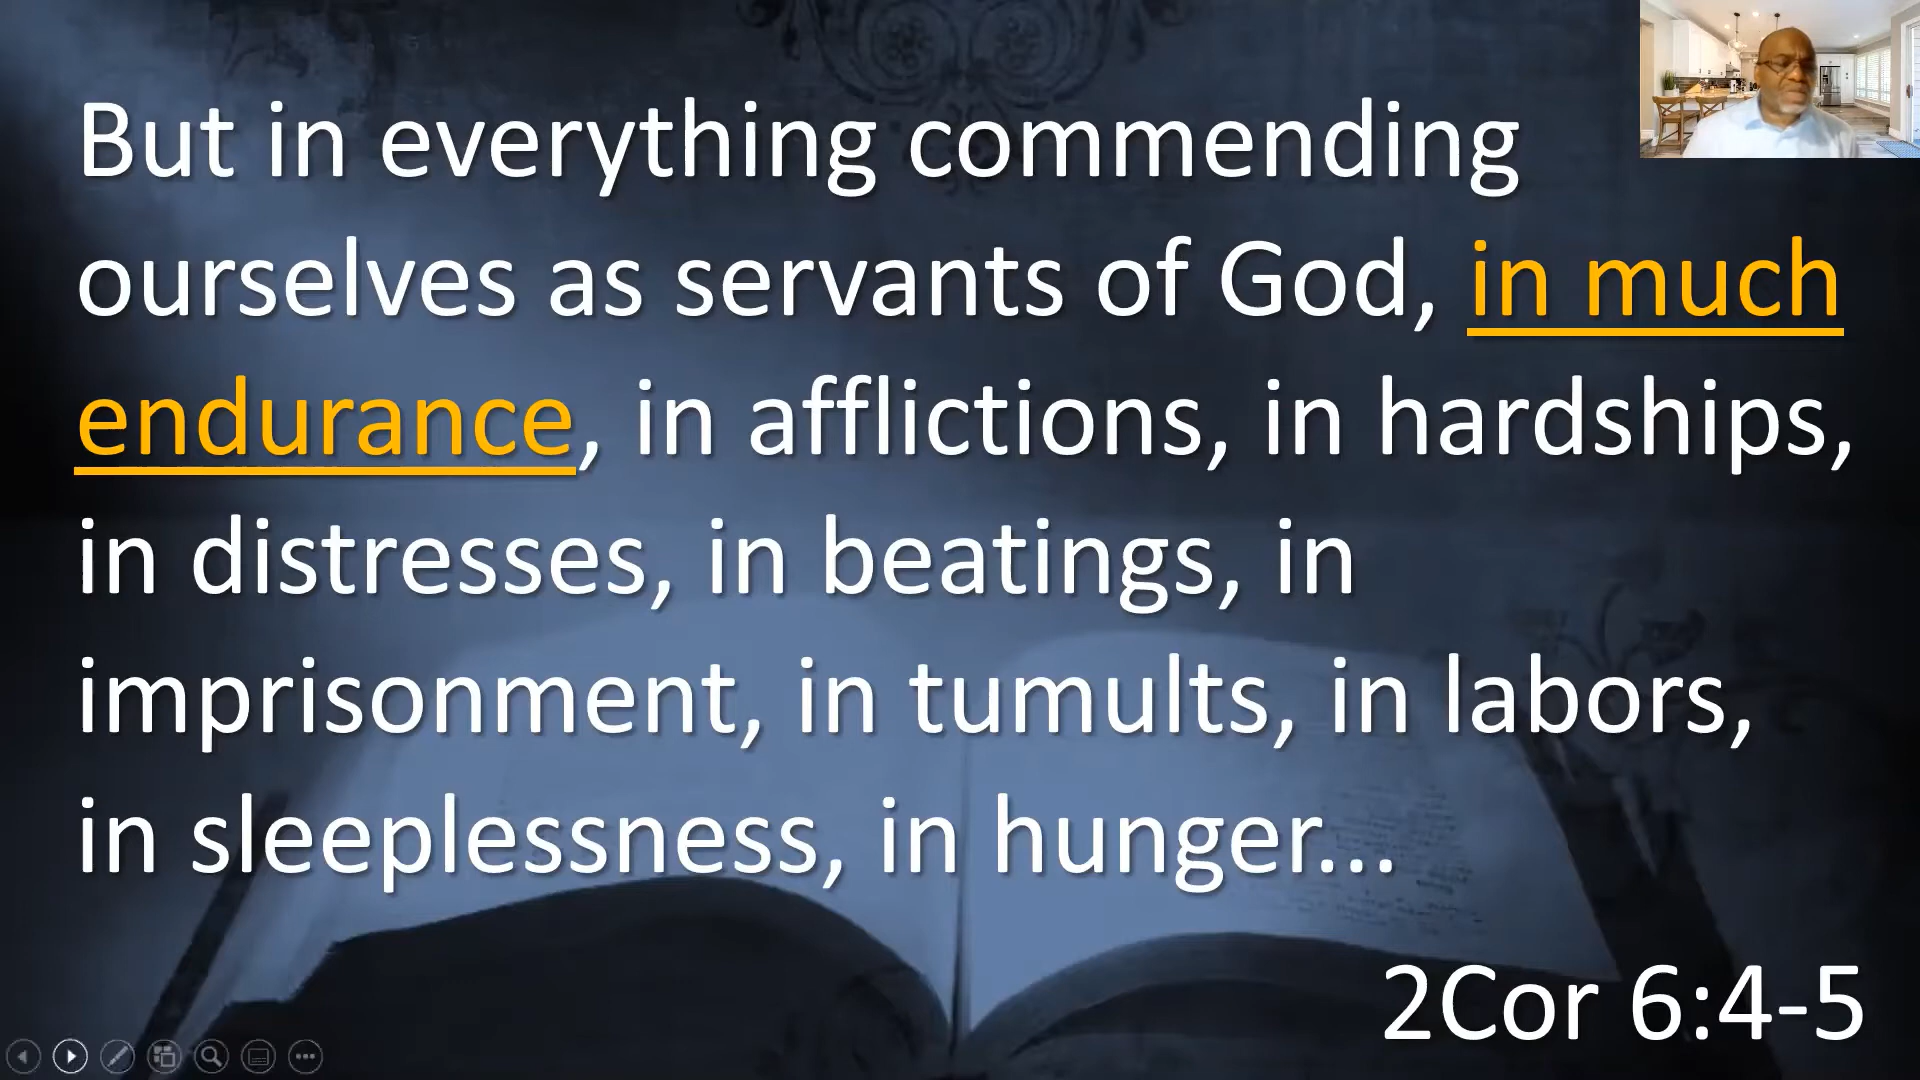 But in everything commending
ourselves as servants of God, in much
endurance, in afflictions, in hardships,
in distresses, in beatings, in
imprisonment, in tumults, in labors,
in sleeplessness, in hunger...
2Cor 6:4-5